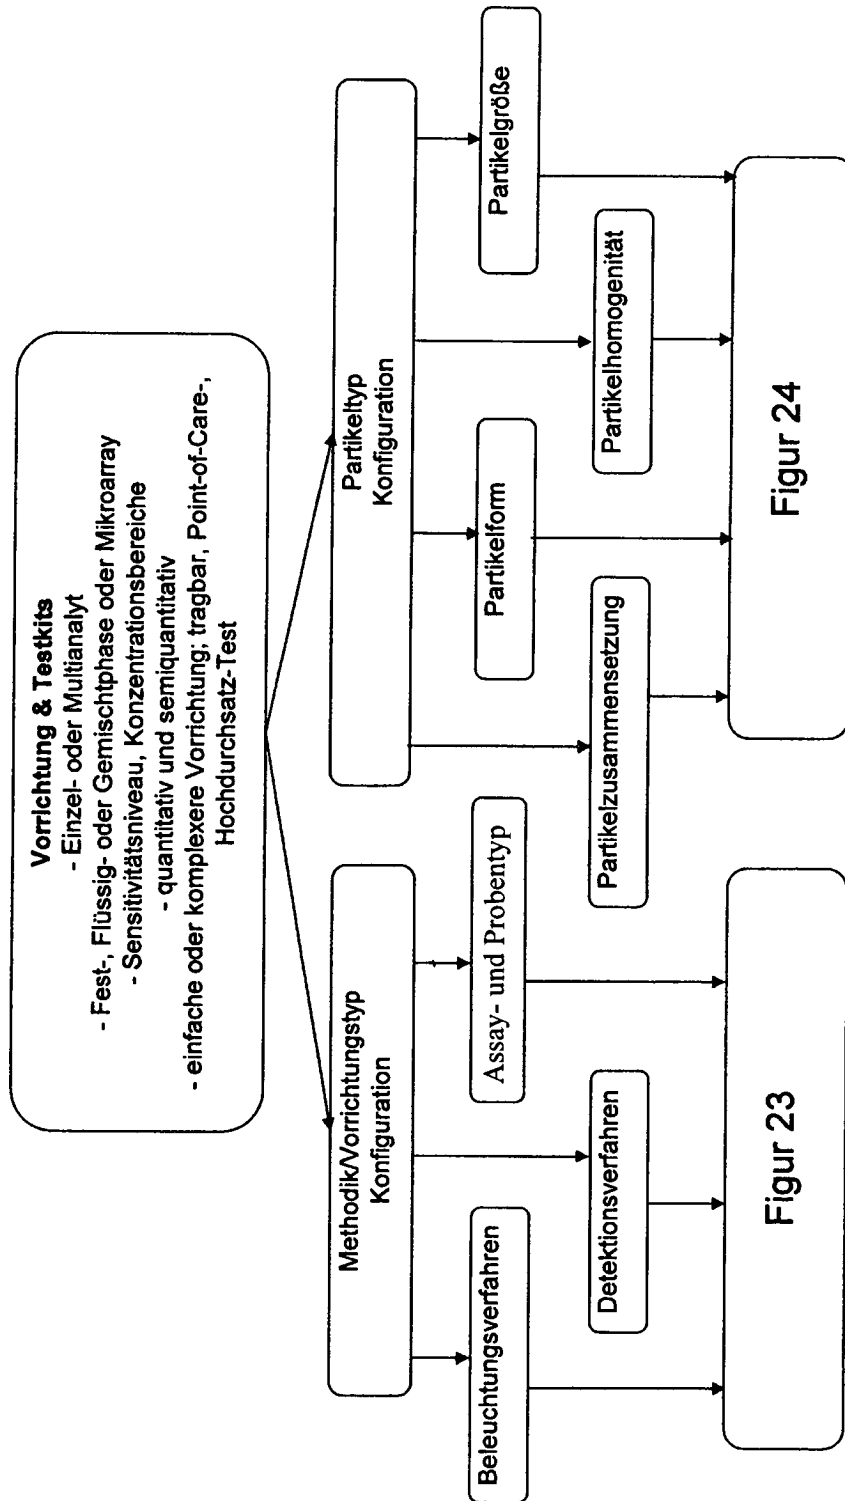 Vorrichtung & Testkits
- Einzel- oder Multianalyt
- Fest-, Flüssig- oder Gemischtphase oder Mikroarray
- Sensitivitätsniveau, Konzentrationsbereiche
- quantitativ und semiquantitativ
- einfache oder komplexere Vorrichtung; tragbar, Point-of-Care-,
Hochdurchsatz-Test
Methodik/Vorrichtungstyp
Konfiguration
Partikeltyp
Konfiguration
Beleuchtungsverfahren
Assay- und Probentyp
Partikelform
Partikelgröße
Detektionsverfahren
Partikelzusammensetzung
Partikelhomogenität
Figur 23
Figur 24